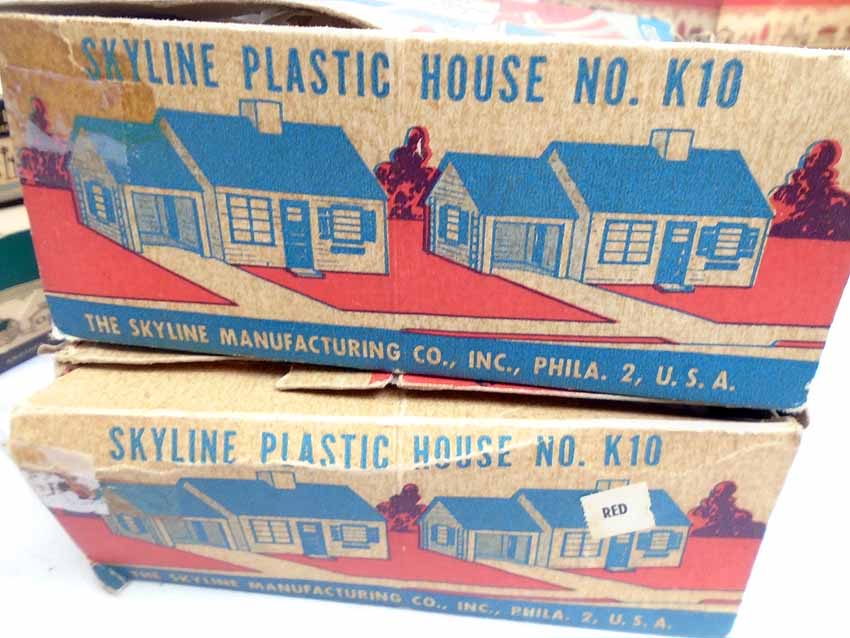 SKYLINE PLASTIC HOUSE NO. K10
THE SKYLINE MANUFACTURING CO., INC., PHILA. 2, U. S. A.
SKYLINE PLASTIC HOUSE NO. K10
RED
THE SKYLINE MANUFACTURING CO., INC., PHILA. 2, U. S. A.